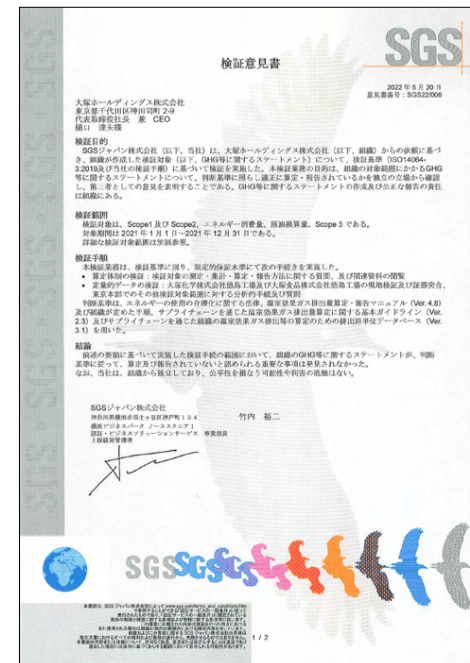 SGS
検証意見書
2022 年 5 月 20 日
意見書番号：SGS22/006
大塚ホールディングス株式会社
東京都千代田区神田司町 2-9
代表取締役社長 兼 CEO
樋口 達夫様
検証目的
SGSジャパン株式会社（以下、当社）は、大塚ホールディングス株式会社（以下、組織）からの依頼に基づ
き、組織が作成した検証対象（以下、GHG等に関するステートメント）について、検証基準（ISO14064-
3:2019及び当社の検証手順）に基づいて検証を実施した。本検証業務の目的は、組織の対象範囲にかかるGHG
等に関するステートメントについて、判断基準に照らし適正に算定・報告されているかを独立の立場から確認
し、第三者としての意見を表明することである。GHG等に関するステートメントの作成及び公正な報告の責任
は組織にある。
検証範囲
検証対象は、Scope1 及び Scope2、エネルギー消費量、原油換算量、Scope 3 である。
対象期間は 2021 年 1 月 1 日～2021 年 12 月 31 日である。
詳細な検証対象範囲は別紙参照。
検証手順
本検証業務は、検証基準に則り、限定的保証水準にて次の手続きを実施した。
• 算定体制の検証：検証対象の測定・集計・算定・報告方法に関する質問、及び関連資料の閲覧
• 定量的データの検証：大塚化学株式会社徳島工場及び大塚食品株式会社徳島工場の現地検証及び証憑突合、
東京本部でのその他検証対象範囲に対する分析的手続及び質問
判断基準は、エネルギーの使用の合理化に関する法律、温室効果ガス排出量算定・報告マニュアル（Ver. 4.8）
及び組織が定めた手順、サプライチェーンを通じた温室効果ガス排出量算定に関する基本ガイドライン（Ver.
2.3）及びサプライチェーンを通じた組織の温室効果ガス排出等の算定のための排出原単位データベース（Ver.
3.1）を用いた。
結論
前述の要領に基づいて実施した検証手続の範囲において、組織のGHG等に関するステートメントが、判断
基準に従って、算定及び報告されていないと認められる重要な事項は発見されなかった。
なお、当社は、組織から独立しており、公平性を損なう可能性や利害の抵触はない。
SGSジャパン株式会社
神奈川県横浜市保土ヶ谷区神戸町 1 3 4
横浜ビジネスパーク ノーススクエア I
認証・ビジネスソリューションサービス 事業部長
上級経営管理者
竹内 裕二
SGSSGSSGS
1 / 2